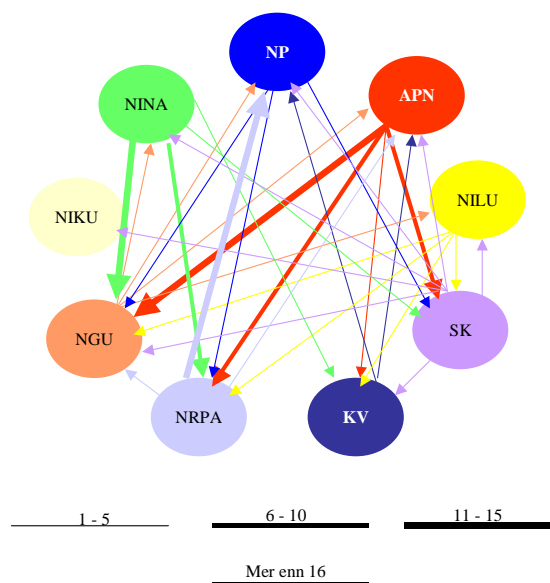 NP
NINA
APN
NIKU
NILU
NGU
SK
NRPA
KV
1 - 5
6 - 10
11 - 15
Mer enn 16